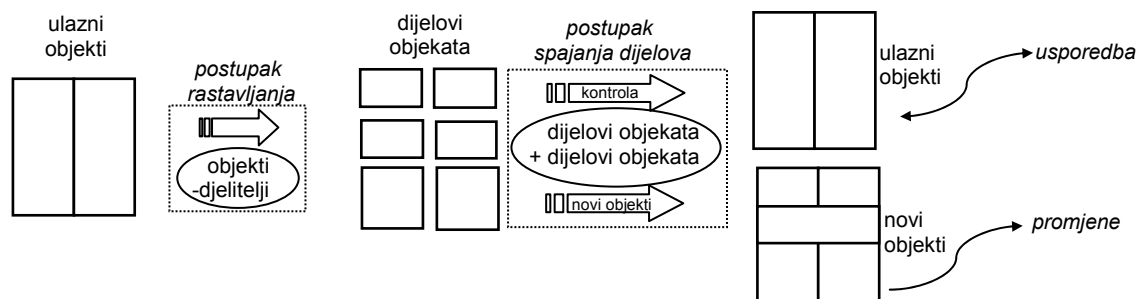 ulazni
objekti
postupak
rastavljanja
objekti
-djelitelji
dijelovi
objekata
postupak
spajanja dijelova
kontrola
dijelovi objekata
+ dijelovi objekata
novi objekti
ulazni
objekti
usporedba
novi
objekti
promjene